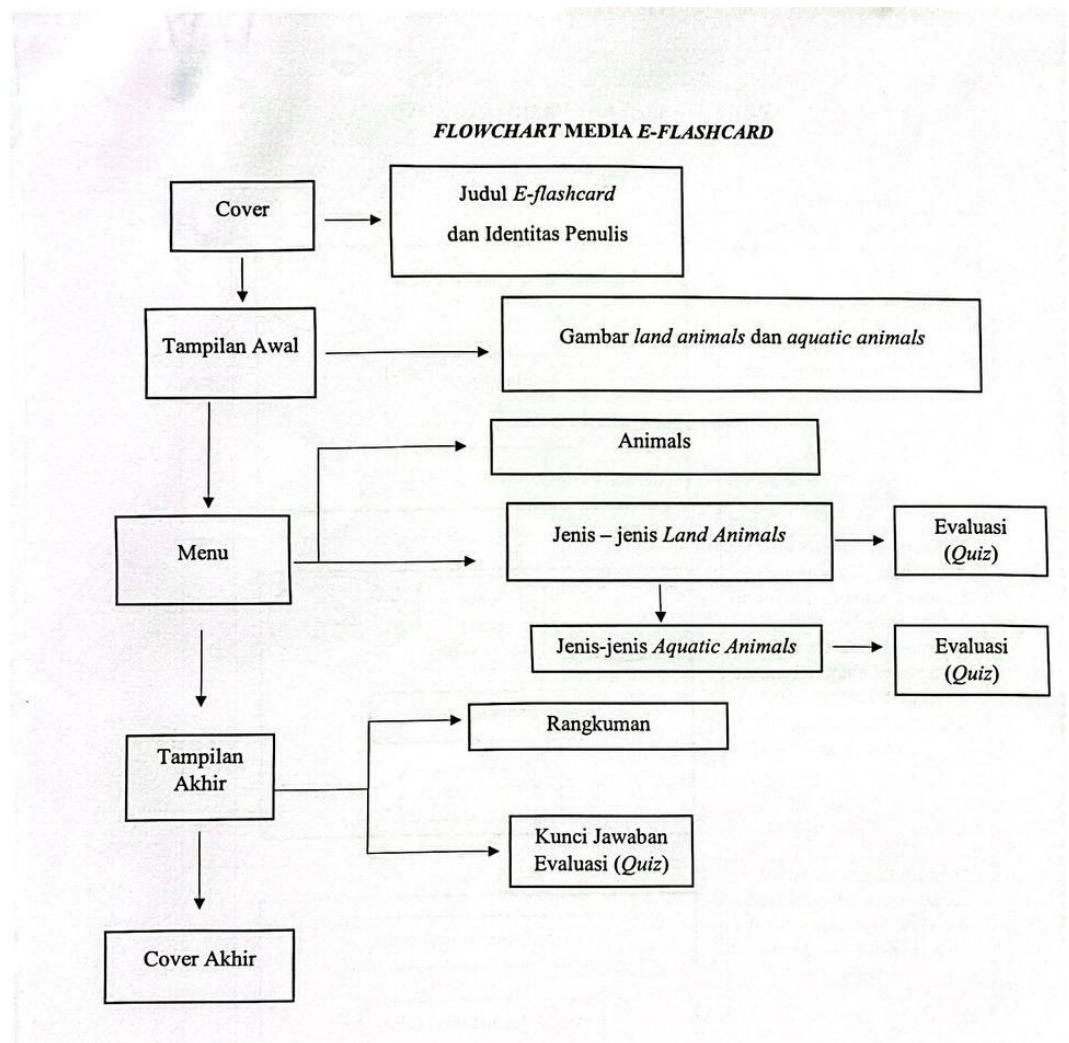 FLOWCHART MEDIA E-FLASHCARD
Cover
Judul E-flashcard
dan Identitas Penulis
Tampilan Awal
Gambar land animals dan aquatic animals
Animals
Menu
Jenis – jenis Land Animals
Evaluasi
(Quiz)
Jenis-jenis Aquatic Animals
Evaluasi
(Quiz)
Rangkuman
Tampilan
Akhir
Kunci Jawaban
Evaluasi (Quiz)
Cover Akhir